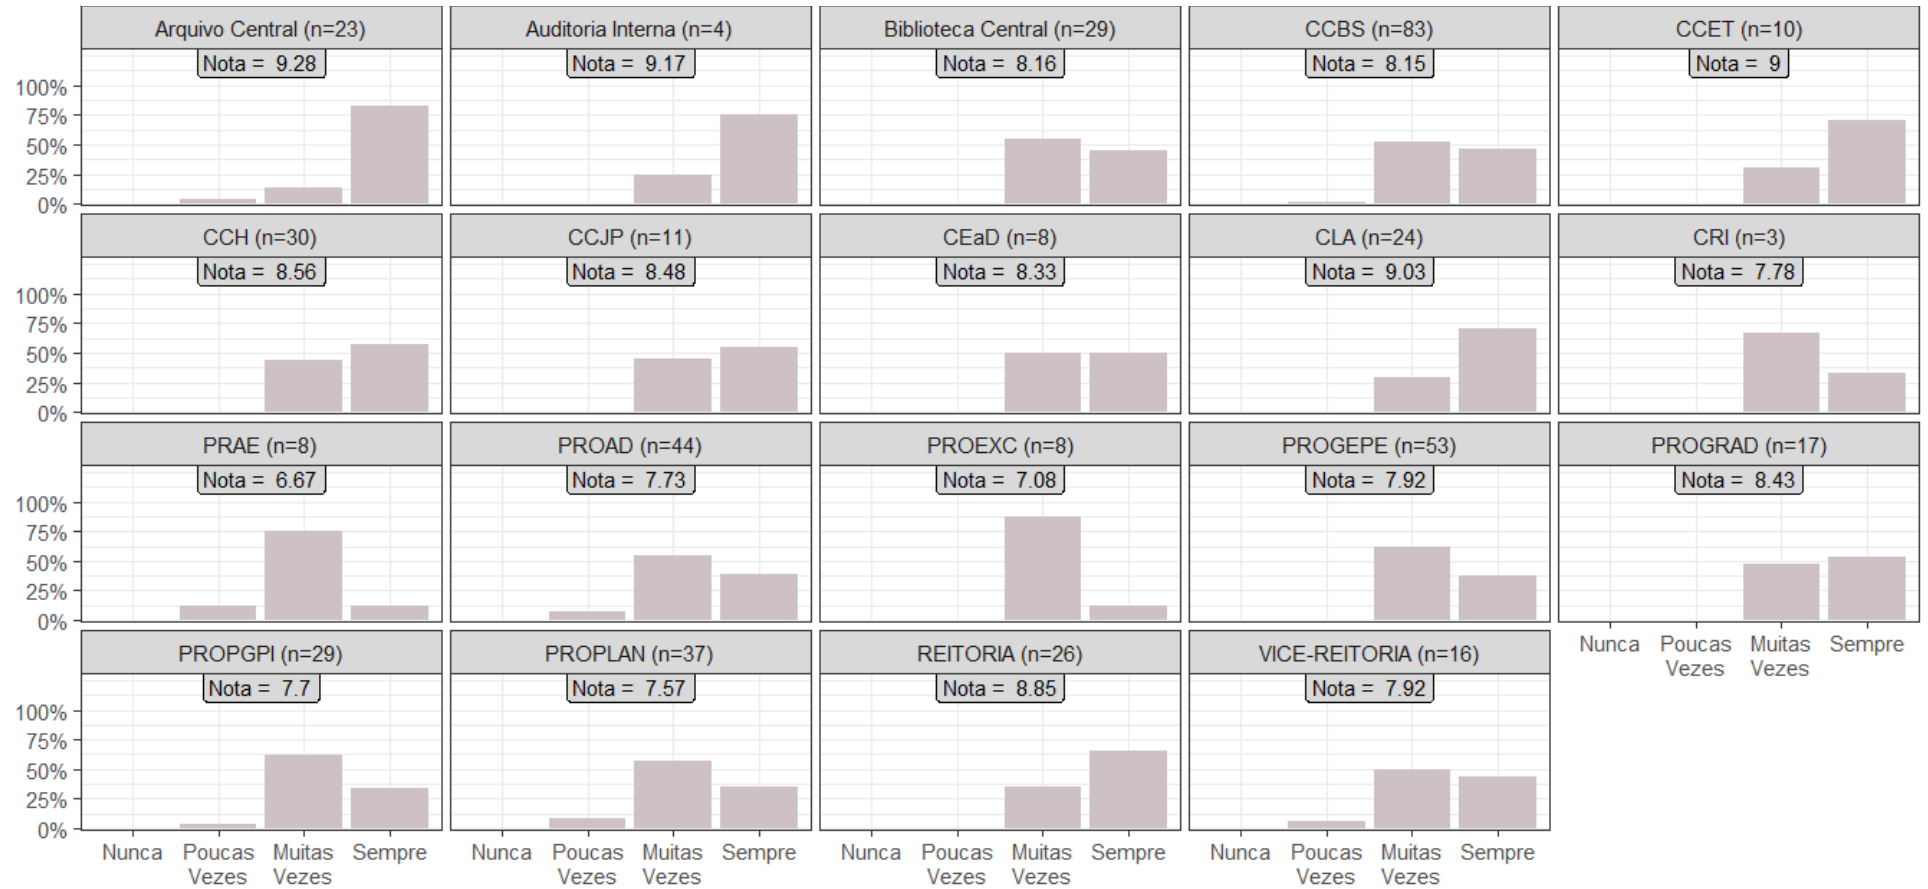 Arquivo Central (n=23)
Auditoria Interna (n=4)
Biblioteca Central (n=29)
CCBS (n=83)
CCET (n=10)
Nota = 9.28
Nota = 9.17
Nota = 8.16
Nota = 8.15
Nota = 9
100%
75%
50%
25%
0%
CCH (n=30)
CCJP (n=11)
CEaD (n=8)
CLA (n=24)
CRI (n=3)
Nota = 8.56
Nota = 8.48
Nota = 8.33
Nota = 9.03
Nota = 7.78
100%
75%
50%
25%
0%
PRAE (n=8)
PROAD (n=44)
PROEXC (n=8)
PROGEPE (n=53)
PROGRAD (n=17)
Nota = 6.67
Nota = 7.73
Nota = 7.08
Nota = 7.92
Nota = 8.43
100%
75%
50%
25%
0%
Nunca
Poucas
Vezes
Muitas
Vezes
Sempre
PROPGPI (n=29)
PROPLAN (n=37)
REITORIA (n=26)
VICE-REITORIA (n=16)
Nota = 7.7
Nota = 7.57
Nota = 8.85
Nota = 7.92
100%
75%
50%
25%
0%
Nunca
Poucas
Vezes
Muitas
Vezes
Sempre
Nunca
Poucas
Vezes
Muitas
Vezes
Sempre
Nunca
Poucas
Vezes
Muitas
Vezes
Sempre
Nunca
Poucas
Vezes
Muitas
Vezes
Sempre